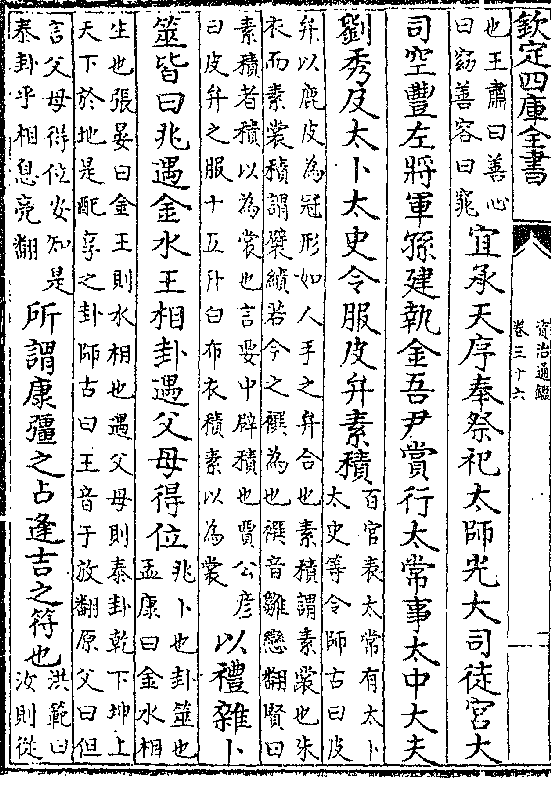 欽定四庫全書
資治通鑑
卷三十六
也王肅曰善心
曰窈善容曰窕
宜承天序奉祭祀太師光大司徒宮大
司空豐左將軍孫建執金吾尹賞行太常事太中大夫
劉秀及太卜太史令服皮弁素積
百官表太常有太卜
太史等令師古曰皮
弁以鹿皮為冠形如人手之弁合也素積謂素裳也朱
衣而素裳積謂襞績若今之襈為也襈音雛戀翻賢曰
素積者積以為裳也言要中辟積也賈公彥
曰皮弁之服十五升白布衣積素以為裳
以禮雜卜
筮皆曰兆遇金水王相卦遇父母得位
兆卜也卦筮也
孟康曰金水相
生也張晏曰金王則水相也遇父母則泰卦乾下坤上
天下於地是配享之卦師古曰王音于放翻原父曰但
言父母得位安知是
泰卦乎相息亮翻
所謂康彊之占逢吉之符也
洪範曰
汝則從